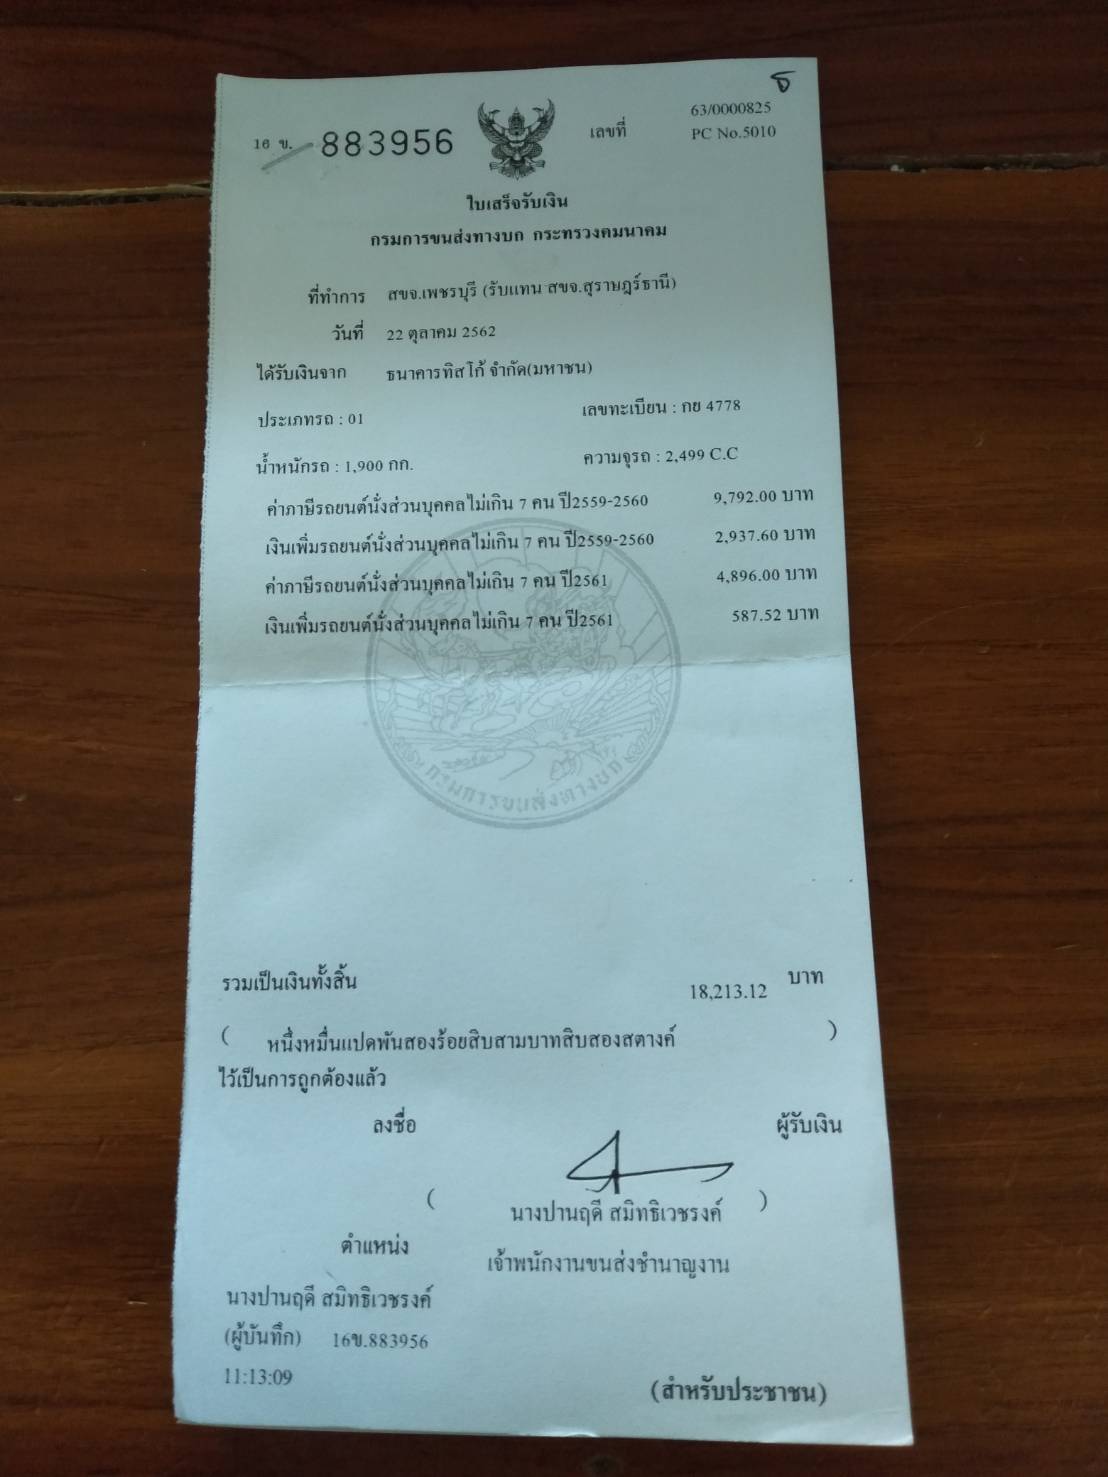 ธ
16 ข. 883956
เลขที่ 63/0000825
PC No.5010
ใบเสร็จรับเงิน
กรมการขนส่งทางบก กระทรวงคมนาคม
ที่ทำการ สขจ.เพชรบุรี (รับแทน สขจ.สุราษฎร์ธานี)
วันที่ 22 ตุลาคม 2562
ได้รับเงินจาก ธนาคารทิสโก้ จำกัด(มหาชน)
ประเภทรถ : 01 เลขทะเบียน : กย 4778
น้ำหนักรถ : 1,900 กก. ความจุรถ : 2,499 C.C
ค่าภาษีรถยนต์นั่งส่วนบุคคลไม่เกิน 7 คน ปี2559-2560 9,792.00 บาท
เงินเพิ่มรถยนต์นั่งส่วนบุคคลไม่เกิน 7 คน ปี2559-2560 2,937.60 บาท
ค่าภาษีรถยนต์นั่งส่วนบุคคลไม่เกิน 7 คน ปี2561 4,896.00 บาท
เงินเพิ่มรถยนต์นั่งส่วนบุคคลไม่เกิน 7 คน ปี2561 587.52 บาท
กรมการขนส่งทางบก
รวมเป็นเงินทั้งสิ้น 18,213.12 บาท
( หนึ่งหมื่นแปดพันสองร้อยสิบสามบาทสิบสองสตางค์ )
ไว้เป็นการถูกต้องแล้ว
ลงชื่อ ผู้รับเงิน
( นางปานฤดี สมิทธิเวชรงค์ )
ตำแหน่ง เจ้าพนักงานขนส่งชำนาญงาน
นางปานฤดี สมิทธิเวชรงค์
(ผู้บันทึก) 16ข.883956
11:13:09
(สำหรับประชาชน)